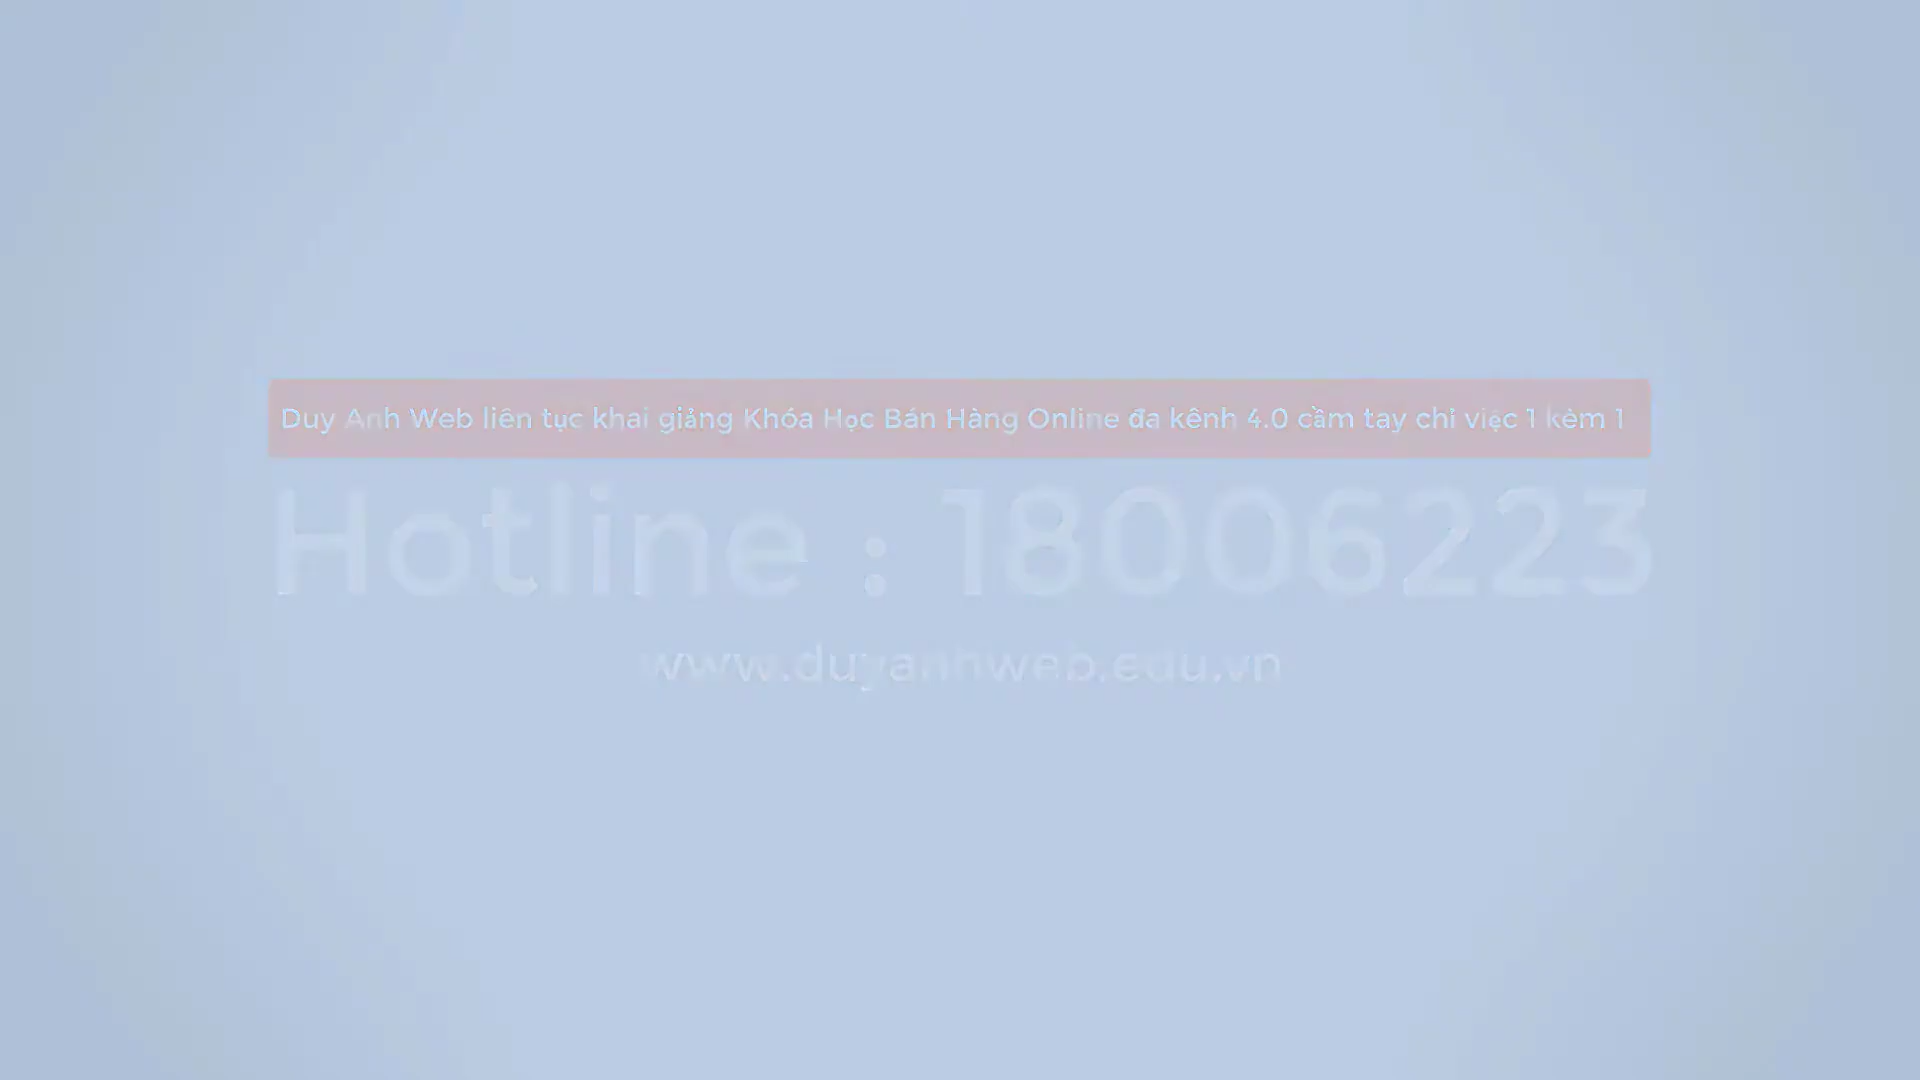 Duy Anh Web liên tục khai giảng Khóa Học Bán Hàng Online đa kênh 4.0 cầm tay chỉ việc 1 kèm 1
Hotline : 18006223
www.duyanhweb.edu.vn